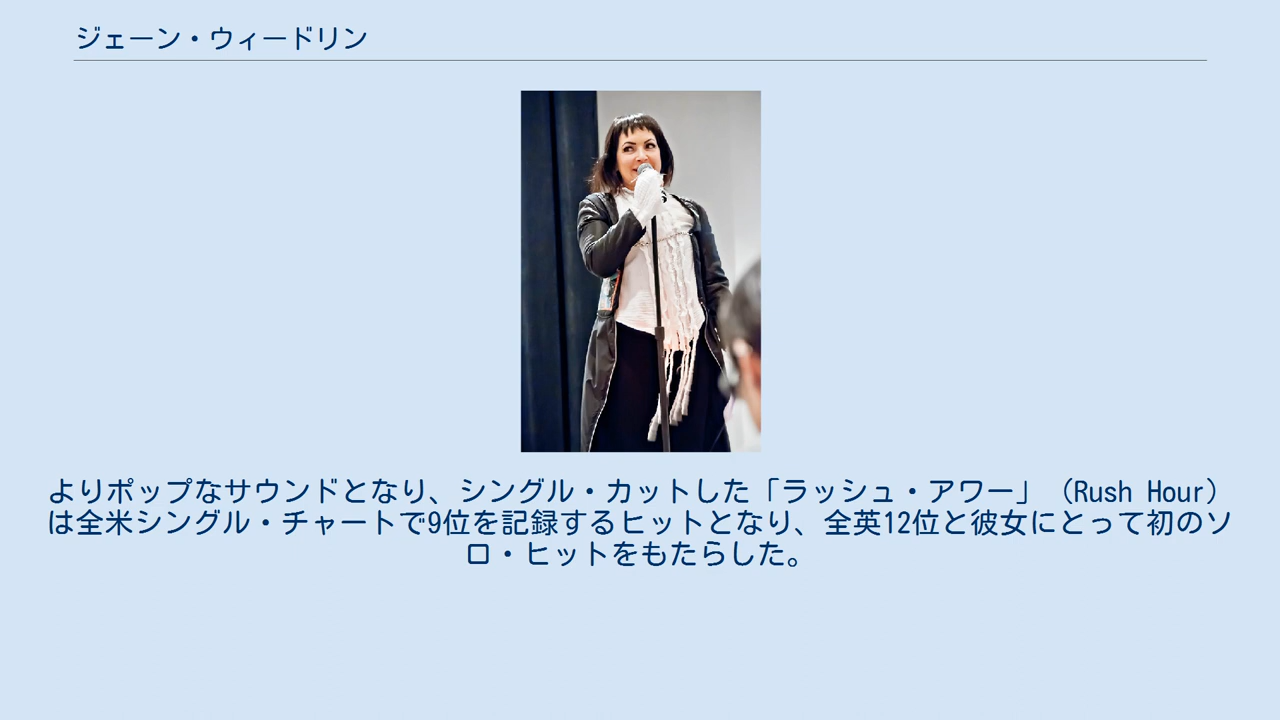 ジェーン・ウィードリン
よりポップなサウンドとなり、シングル・カットした「ラッシュ・アワー」（Rush Hour）
は全米シングル・チャートで9位を記録するヒットとなり、全英12位と彼女にとって初のソ
ロ・ヒットをもたらした。